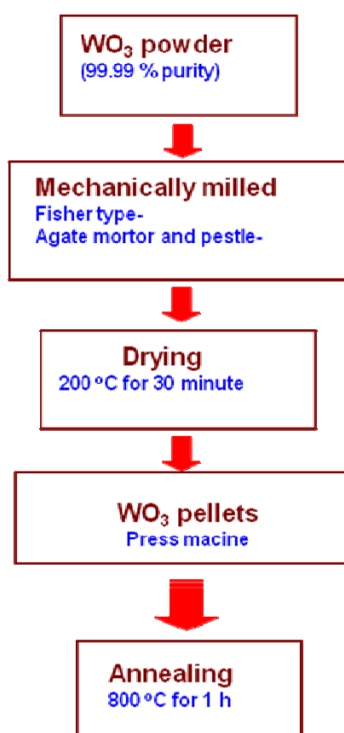 WO₃ powder
(99.99 % purity)
Mechanically milled
Fisher type-
Agate mortor and pestle-
Drying
200 ºC for 30 minute
WO₃ pellets
Press macine
Annealing
800 ºC for 1 h